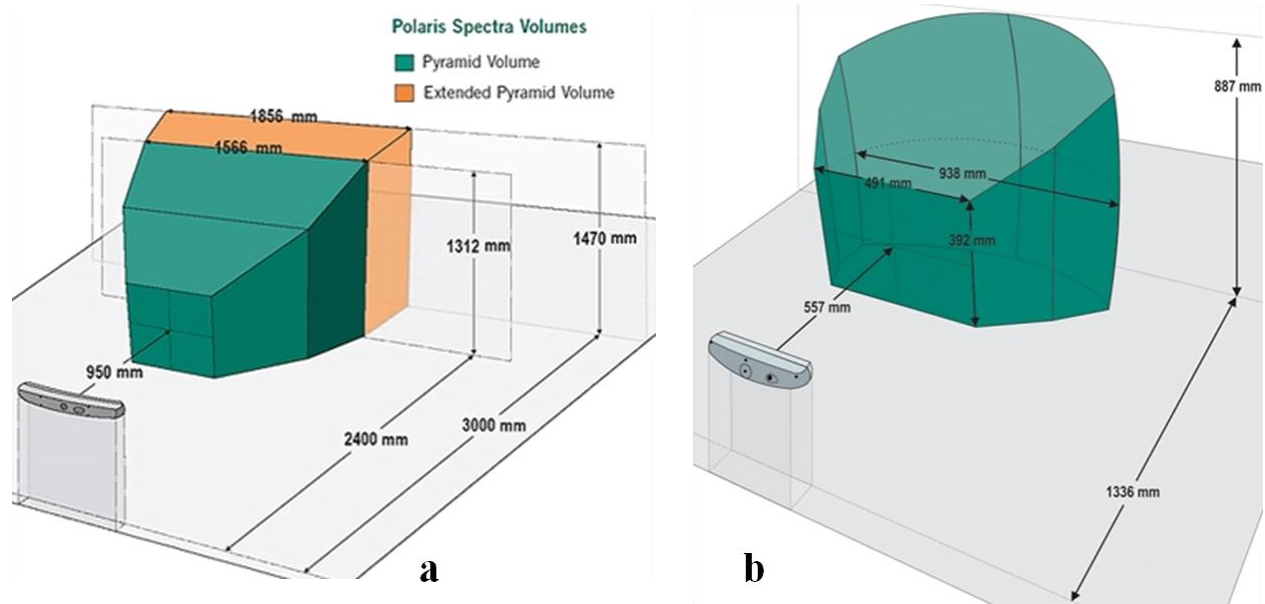 Polaris Spectra Volumes
Pyramid Volume
Extended Pyramid Volume
1856 mm
1566 mm
1312 mm
1470 mm
950 mm
2400 mm
3000 mm
a
887 mm
938 mm
491 mm
392 mm
557 mm
1336 mm
b